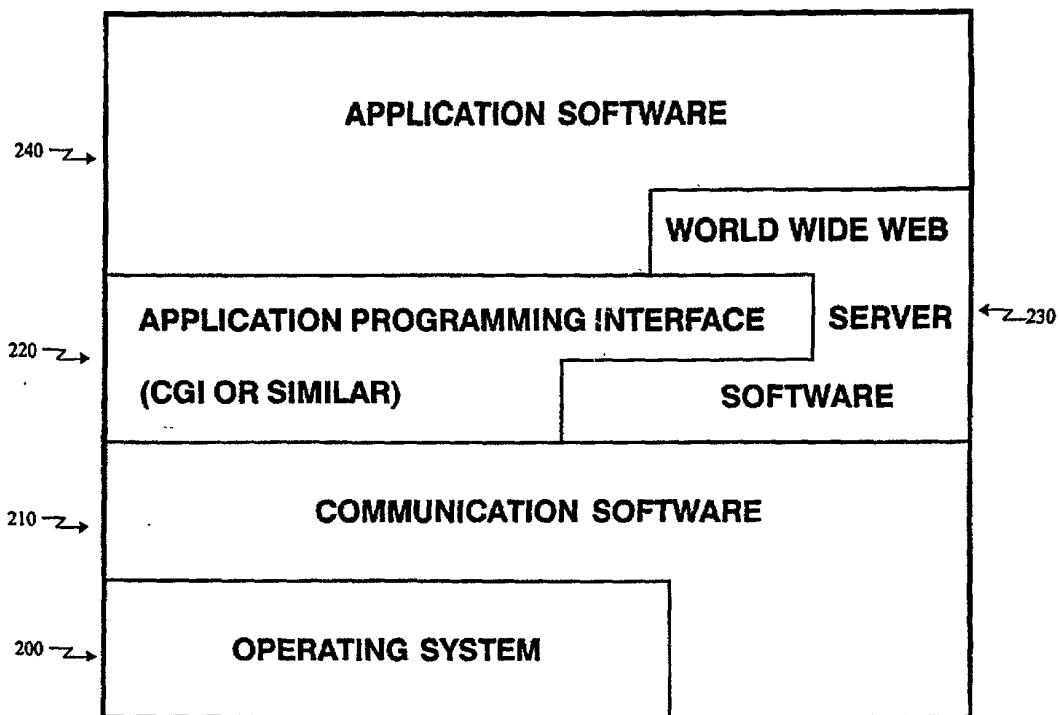 APPLICATION SOFTWARE
240
WORLD WIDE WEB
APPLICATION PROGRAMMING INTERFACE
SERVER
230
220
(CGI OR SIMILAR)
SOFTWARE
COMMUNICATION SOFTWARE
210
OPERATING SYSTEM
200